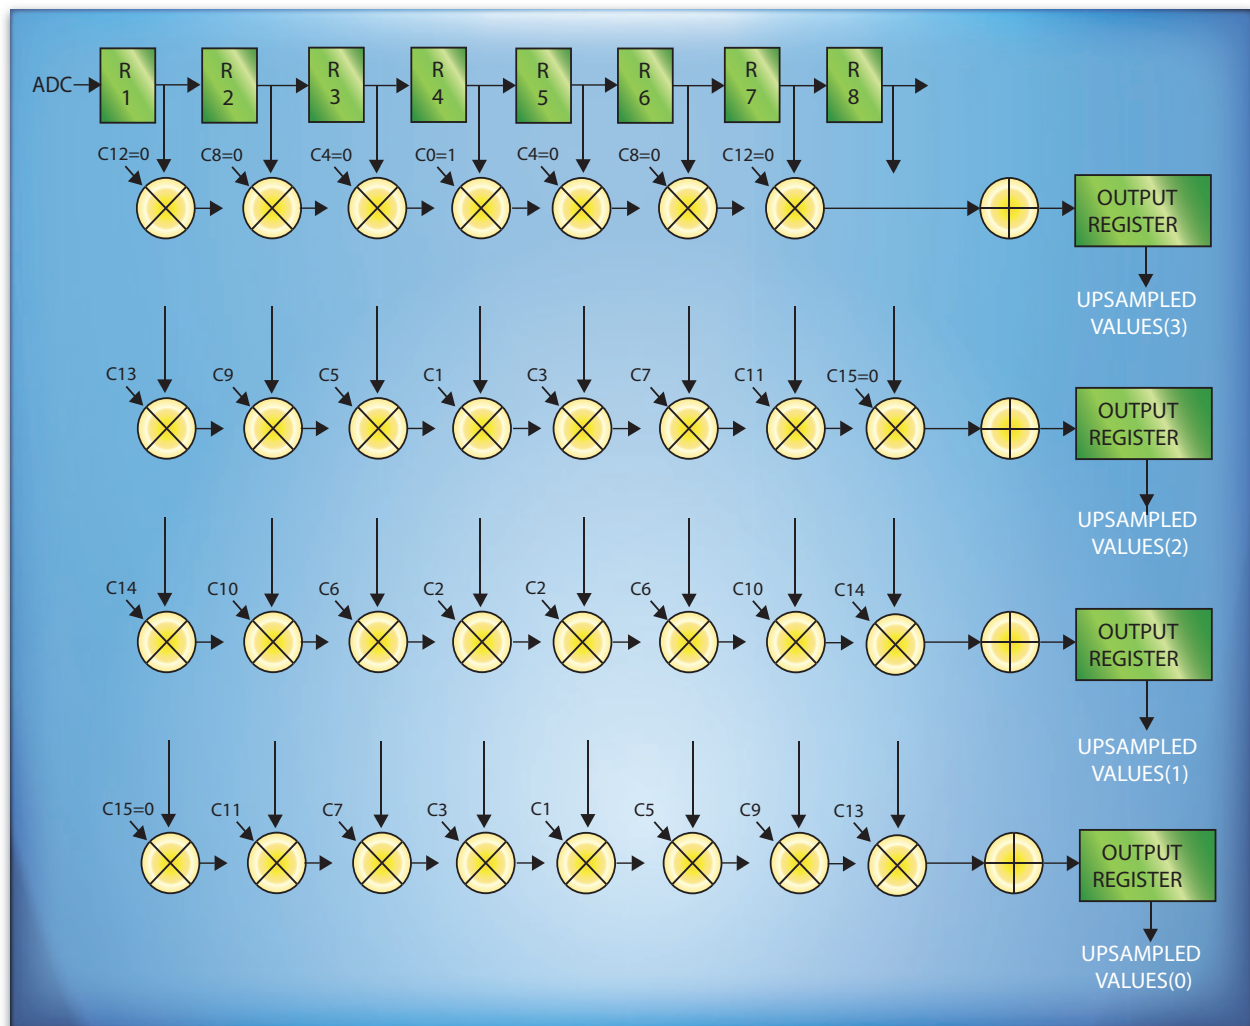 ADC
R 1
R 2
R 3
R 4
R 5
R 6
R 7
R 8
C12=0
C8=0
C4=0
C0=1
C4=0
C8=0
C12=0
OUTPUT
REGISTER
UPSAMPLED
VALUES(3)
C13
C9
C5
C1
C3
C7
C11
C15=0
OUTPUT
REGISTER
UPSAMPLED
VALUES(2)
C14
C10
C6
C2
C2
C6
C10
C14
OUTPUT
REGISTER
UPSAMPLED
VALUES(1)
C15=0
C11
C7
C3
C1
C5
C9
C13
OUTPUT
REGISTER
UPSAMPLED
VALUES(0)